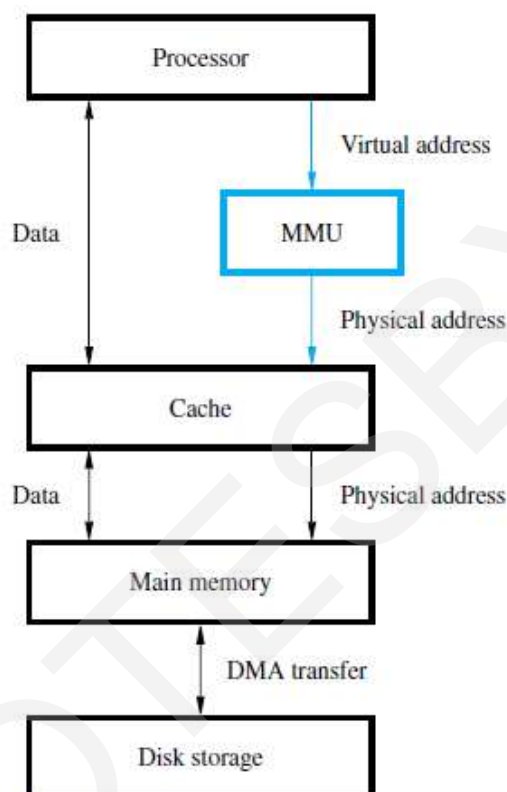 Processor
Virtual address
Data
MMU
Physical address
Cache
Data
Physical address
Main memory
DMA transfer
Disk storage